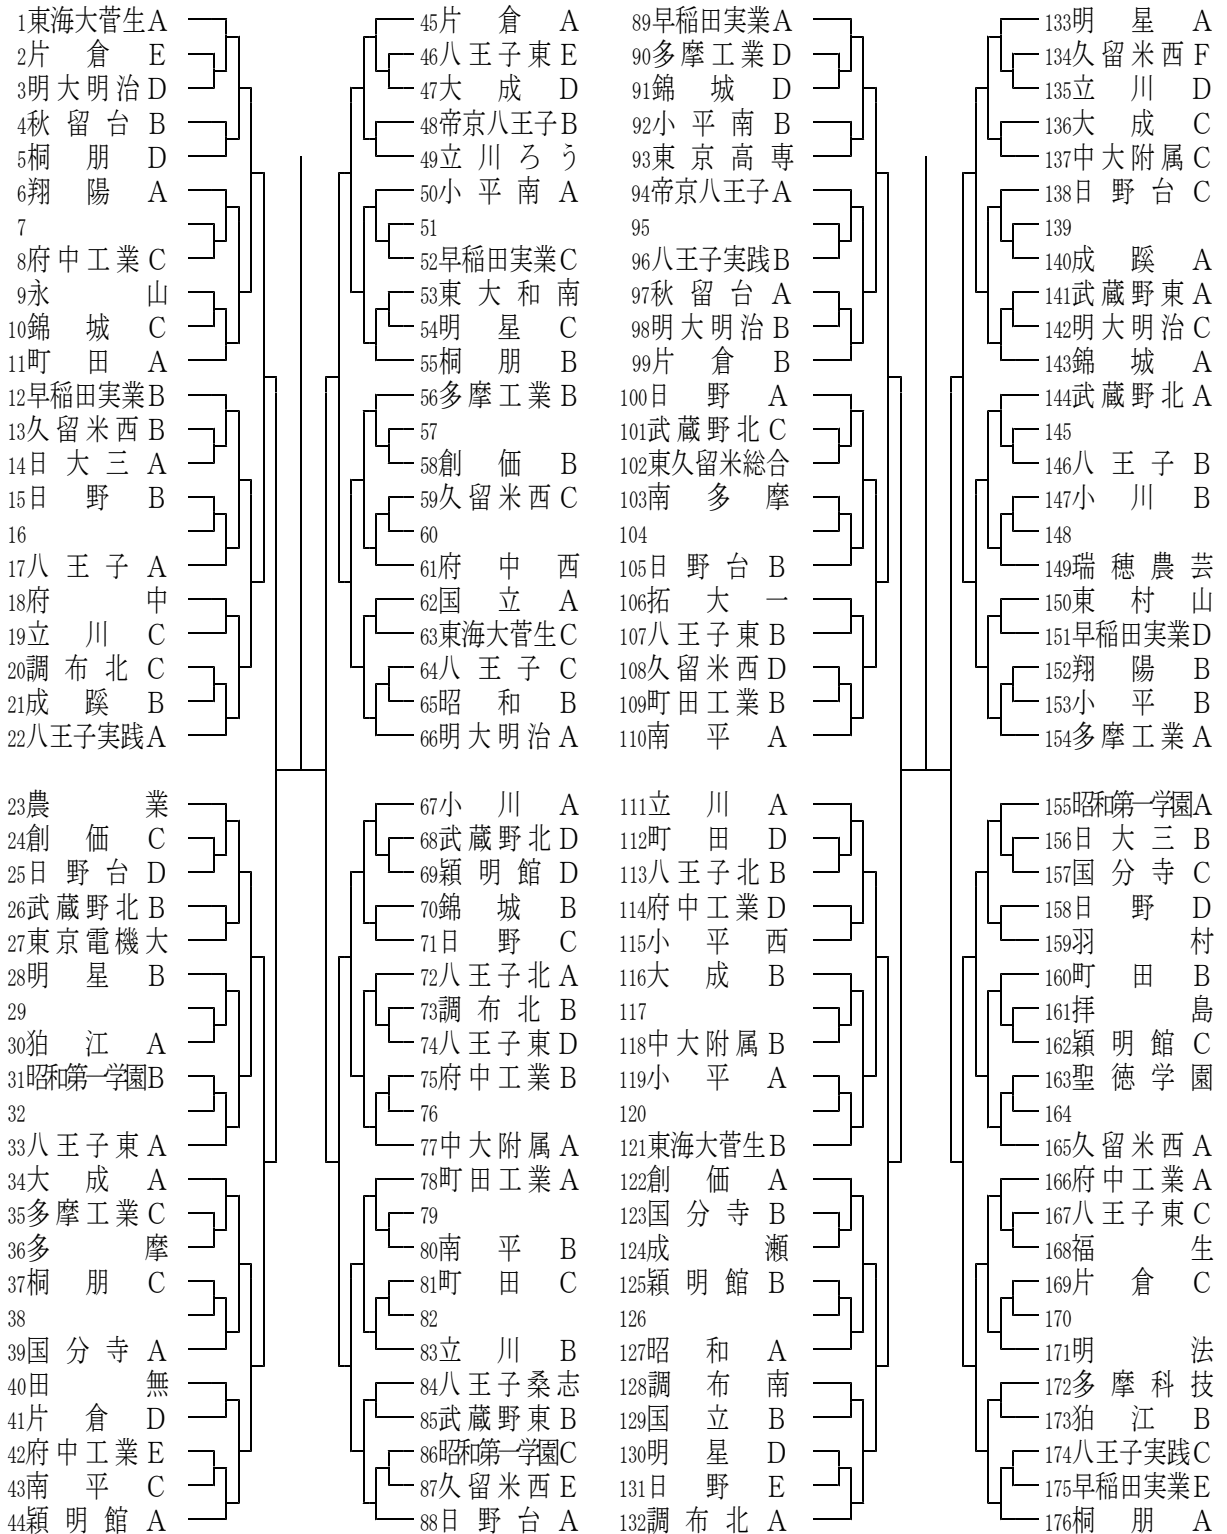 1東海大菅生A
2片倉E
3明大明治D
4秋留台B
5桐朋D
6翔陽A
7
8府中工業C
9永山
10錦城C
11町田A
12早稲田実業B
13久留米西B
14日大三A
15日野B
16
17八王子A
18府中
19立川C
20調布北C
21成蹊B
22八王子実践A
23農業
24創価C
25日野台D
26武蔵野北B
27東京電機大
28明星B
29
30狛江A
31昭和第一学園B
32
33八王子東A
34大成A
35多摩工業C
36多摩
37桐朋C
38
39国分寺A
40田無
41片倉D
42府中工業E
43南平C
44穎明館A
45片倉A
46八王子東E
47大成D
48帝京八王子B
49立川ろう
50小平南A
51
52早稲田実業C
53東大和南
54明星C
55桐朋B
56多摩工業B
57
58創価B
59久留米西C
60
61府中西
62国立A
63東海大菅生C
64八王子C
65昭和B
66明大明治A
67小川A
68武蔵野北D
69穎明館D
70錦城B
71日野C
72八王子北A
73調布北B
74八王子東D
75府中工業B
76
77中大附属A
78町田工業A
79
80南平B
81町田C
82
83立川B
84八王子桑志
85武蔵野東B
86昭和第一学園C
87久留米西E
88日野台A
89早稲田実業A
90多摩工業D
91錦城D
92小平南B
93東京高専
94帝京八王子A
95
96八王子実践B
97秋留台A
98明大明治B
99片倉B
100日野A
101武蔵野北C
102東久留米総合
103南多摩
104
105日野台B
106拓大一
107八王子東B
108久留米西D
109町田工業B
110南平A
111立川A
112町田D
113八王子北B
114府中工業D
115小平西
116大成B
117
118中大附属B
119小平A
120
121東海大菅生B
122創価A
123国分寺B
124成瀬
125穎明館B
126
127昭和A
128調布南
129国立B
130明星D
131日野E
132調布北A
133明星A
134久留米西F
135立川D
136大成C
137中大附属C
138日野台C
139
140成蹊A
141武蔵野東A
142明大明治C
143錦城A
144武蔵野北A
145
146八王子B
147小川B
148
149瑞穂農芸
150東村山
151早稲田実業D
152翔陽B
153小平B
154多摩工業A
155昭和第一学園A
156日大三B
157国分寺C
158日野D
159羽村
160町田B
161拝島
162穎明館C
163聖徳学園
164
165久留米西A
166府中工業A
167八王子東C
168福生
169片倉C
170
171明法
172多摩科技
173狛江B
174八王子実践C
175早稲田実業E
176桐朋A